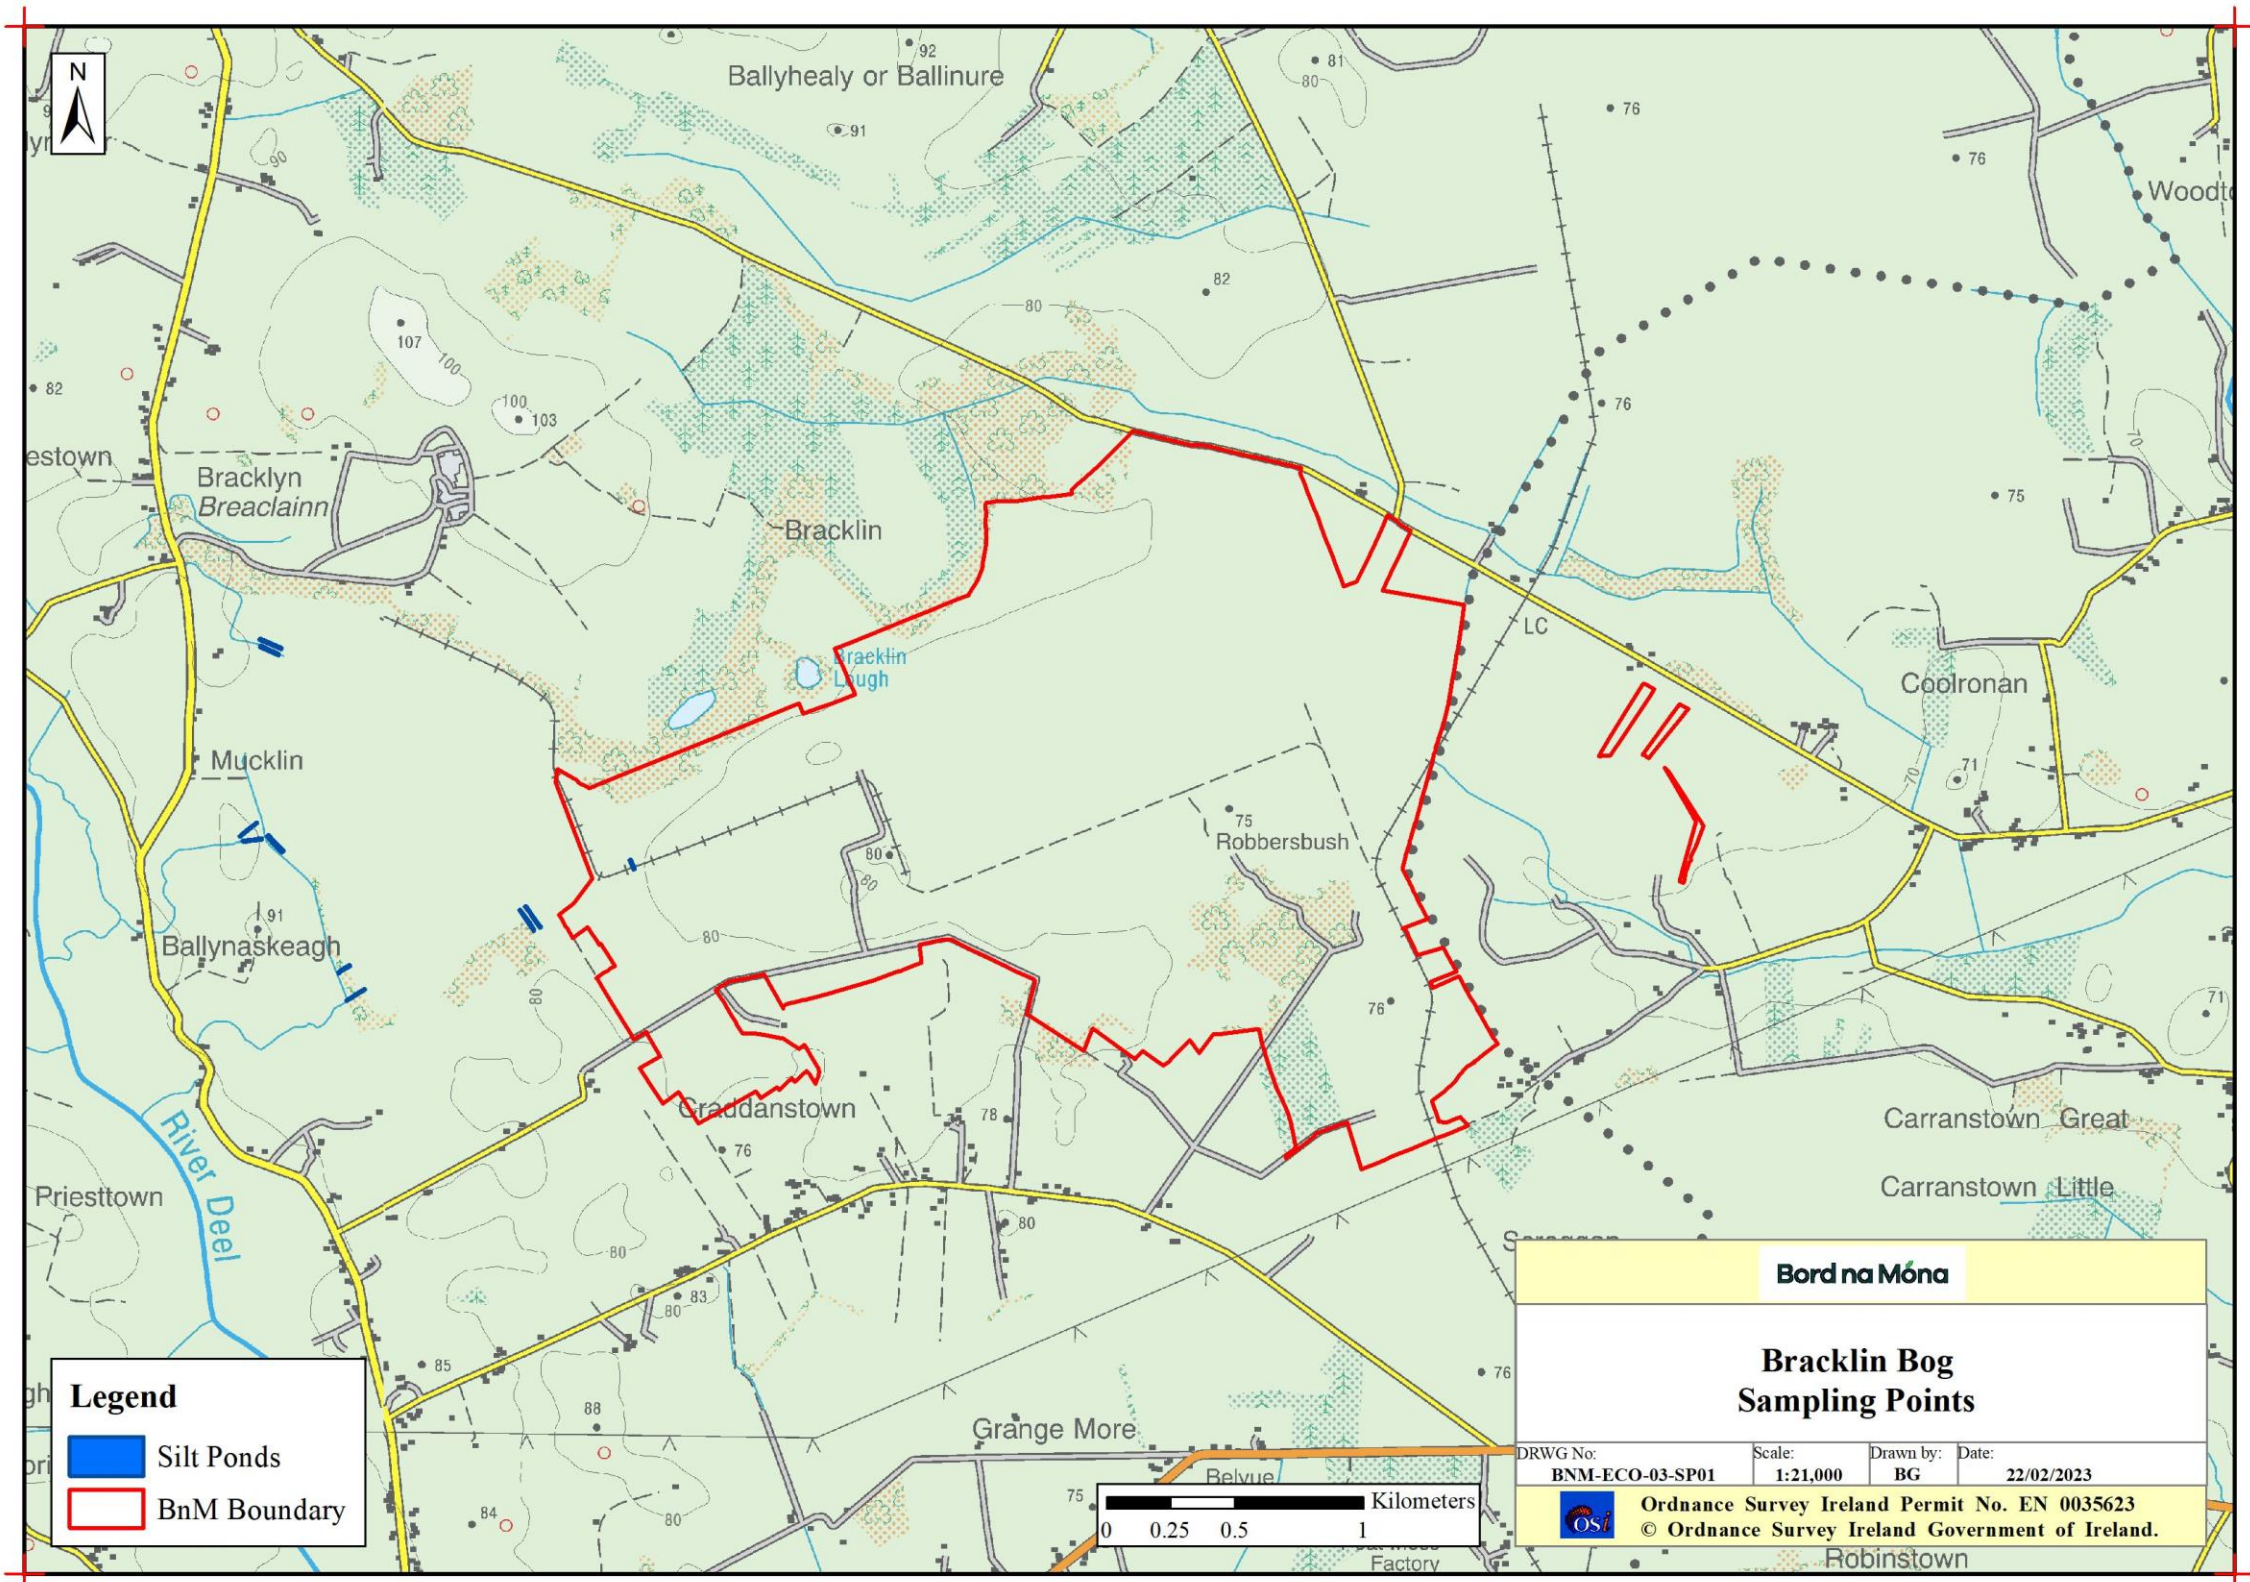 N
92
Ballyhealy or Ballinure
81
80
91
76
90
76
Woodto
82
80
107
100
82
100
103
76
70
estown
Bracklyn
Breaclainn
75
Bracklin
LC
Bracklin
Lough
Coolronan
Mucklin
71
70
75
Robbersbush
80
80
91
Ballynaskeagh
80
80
76
71
Graddanstown
78
76
Carranstown Great
River Deel
Priesttown
Carranstown Little
80
80
83
80
85
76
88
Grange More
Belvue
75
84
80
Factory
Robinstown
Legend
Silt Ponds
BnM Boundary
Kilometers
0 0.25 0.5 1
Bord na Móna
Bracklin Bog
Sampling Points
DRWG No: Scale: Drawn by: Date:
BNM-ECO-03-SP01 1:21,000 BG 22/02/2023
OSi
Ordnance Survey Ireland Permit No. EN 0035623
© Ordnance Survey Ireland Government of Ireland.